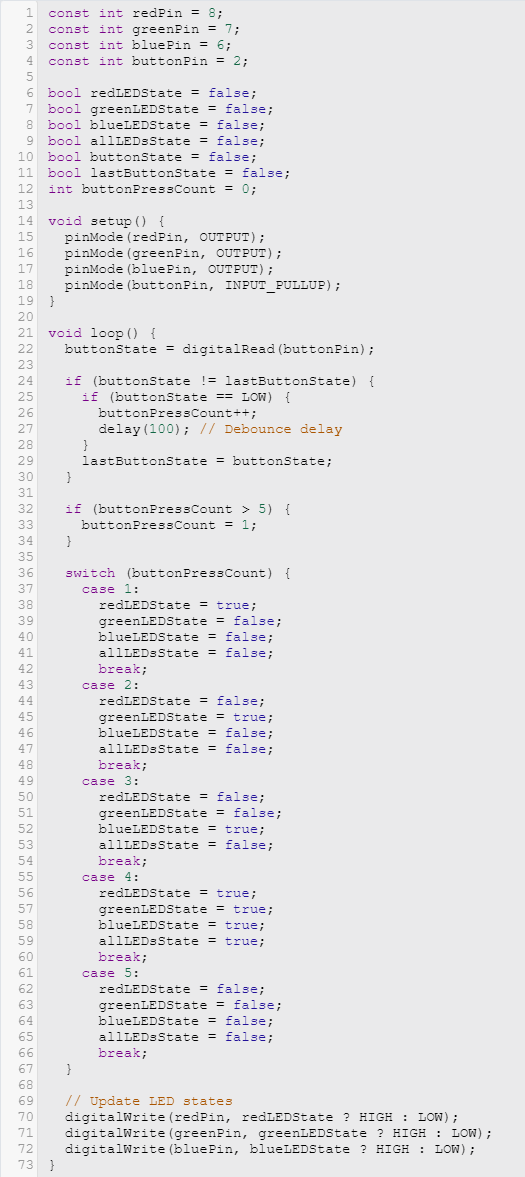 1 const int redPin = 8;
2 const int greenPin = 7;
3 const int bluePin = 6;
4 const int buttonPin = 2;
5
6 bool redLEDState = false;
7 bool greenLEDState = false;
8 bool blueLEDState = false;
9 bool allLEDsState = false;
10 bool buttonState = false;
11 bool lastButtonState = false;
12 int buttonPressCount = 0;
13
14 void setup() {
15   pinMode(redPin, OUTPUT);
16   pinMode(greenPin, OUTPUT);
17   pinMode(bluePin, OUTPUT);
18   pinMode(buttonPin, INPUT_PULLUP);
19 }
20
21 void loop() {
22   buttonState = digitalRead(buttonPin);
23
24   if (buttonState != lastButtonState) {
25     if (buttonState == LOW) {
26       buttonPressCount++;
27       delay(100); // Debounce delay
28     }
29     lastButtonState = buttonState;
30   }
31
32   if (buttonPressCount > 5) {
33     buttonPressCount = 1;
34   }
35
36   switch (buttonPressCount) {
37     case 1:
38       redLEDState = true;
39       greenLEDState = false;
40       blueLEDState = false;
41       allLEDsState = false;
42       break;
43     case 2:
44       redLEDState = false;
45       greenLEDState = true;
46       blueLEDState = false;
47       allLEDsState = false;
48       break;
49     case 3:
50       redLEDState = false;
51       greenLEDState = false;
52       blueLEDState = true;
53       allLEDsState = false;
54       break;
55     case 4:
56       redLEDState = true;
57       greenLEDState = true;
58       blueLEDState = true;
59       allLEDsState = true;
60       break;
61     case 5:
62       redLEDState = false;
63       greenLEDState = false;
64       blueLEDState = false;
65       allLEDsState = false;
66       break;
67   }
68
69   // Update LED states
70   digitalWrite(redPin, redLEDState ? HIGH : LOW);
71   digitalWrite(greenPin, greenLEDState ? HIGH : LOW);
72   digitalWrite(bluePin, blueLEDState ? HIGH : LOW);
73 }